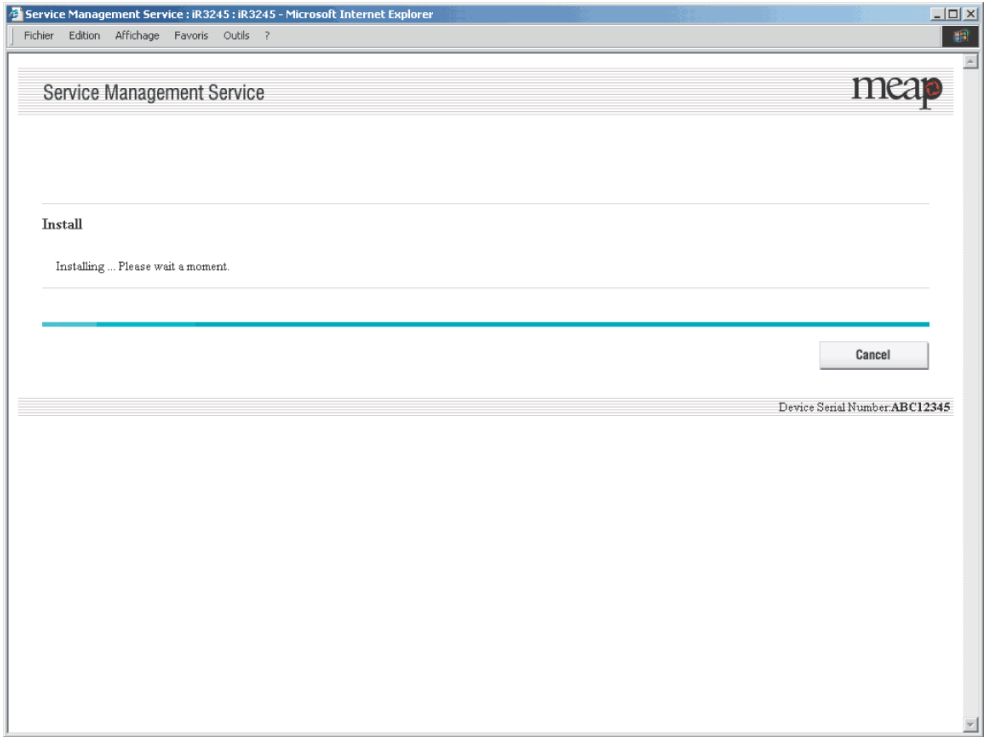 Service Management Service : iR3245 : iR3245 - Microsoft Internet Explorer
Fichier Edition Affichage Favoris Outils ?
Service Management Service
meap
Install
Installing ... Please wait a moment.
Cancel
Device Serial Number:ABC12345